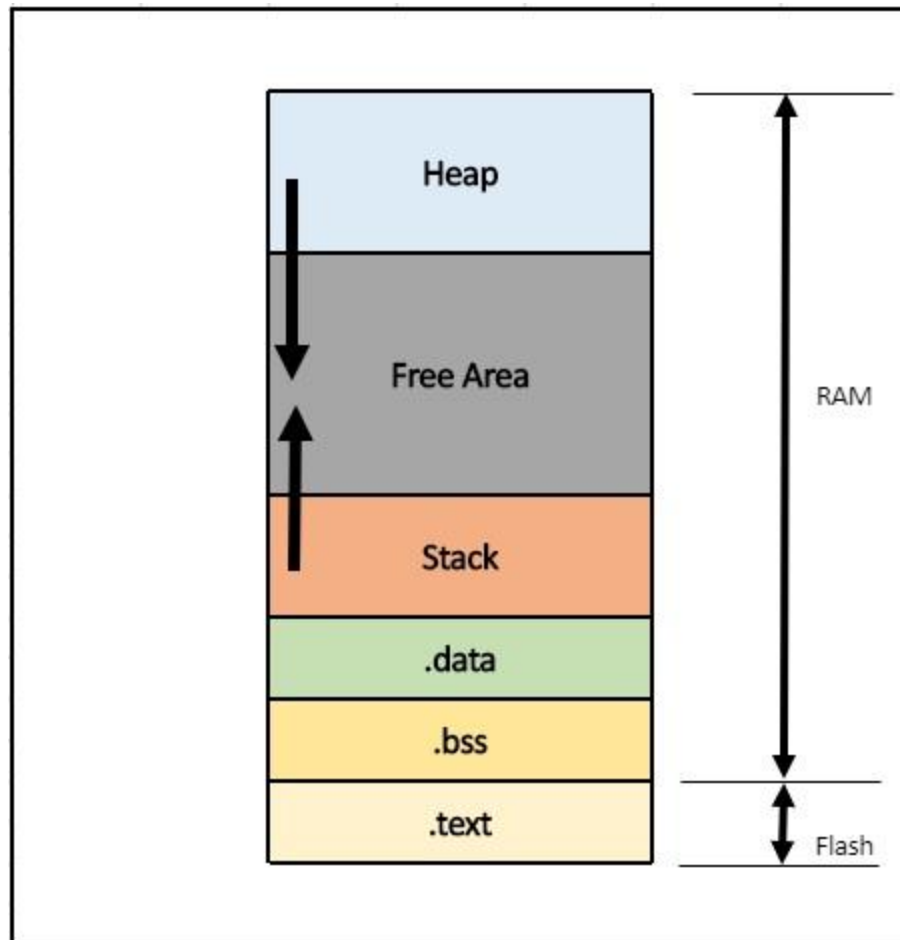 Heap
Free Area
RAM
Stack
.data
.bss
.text
Flash